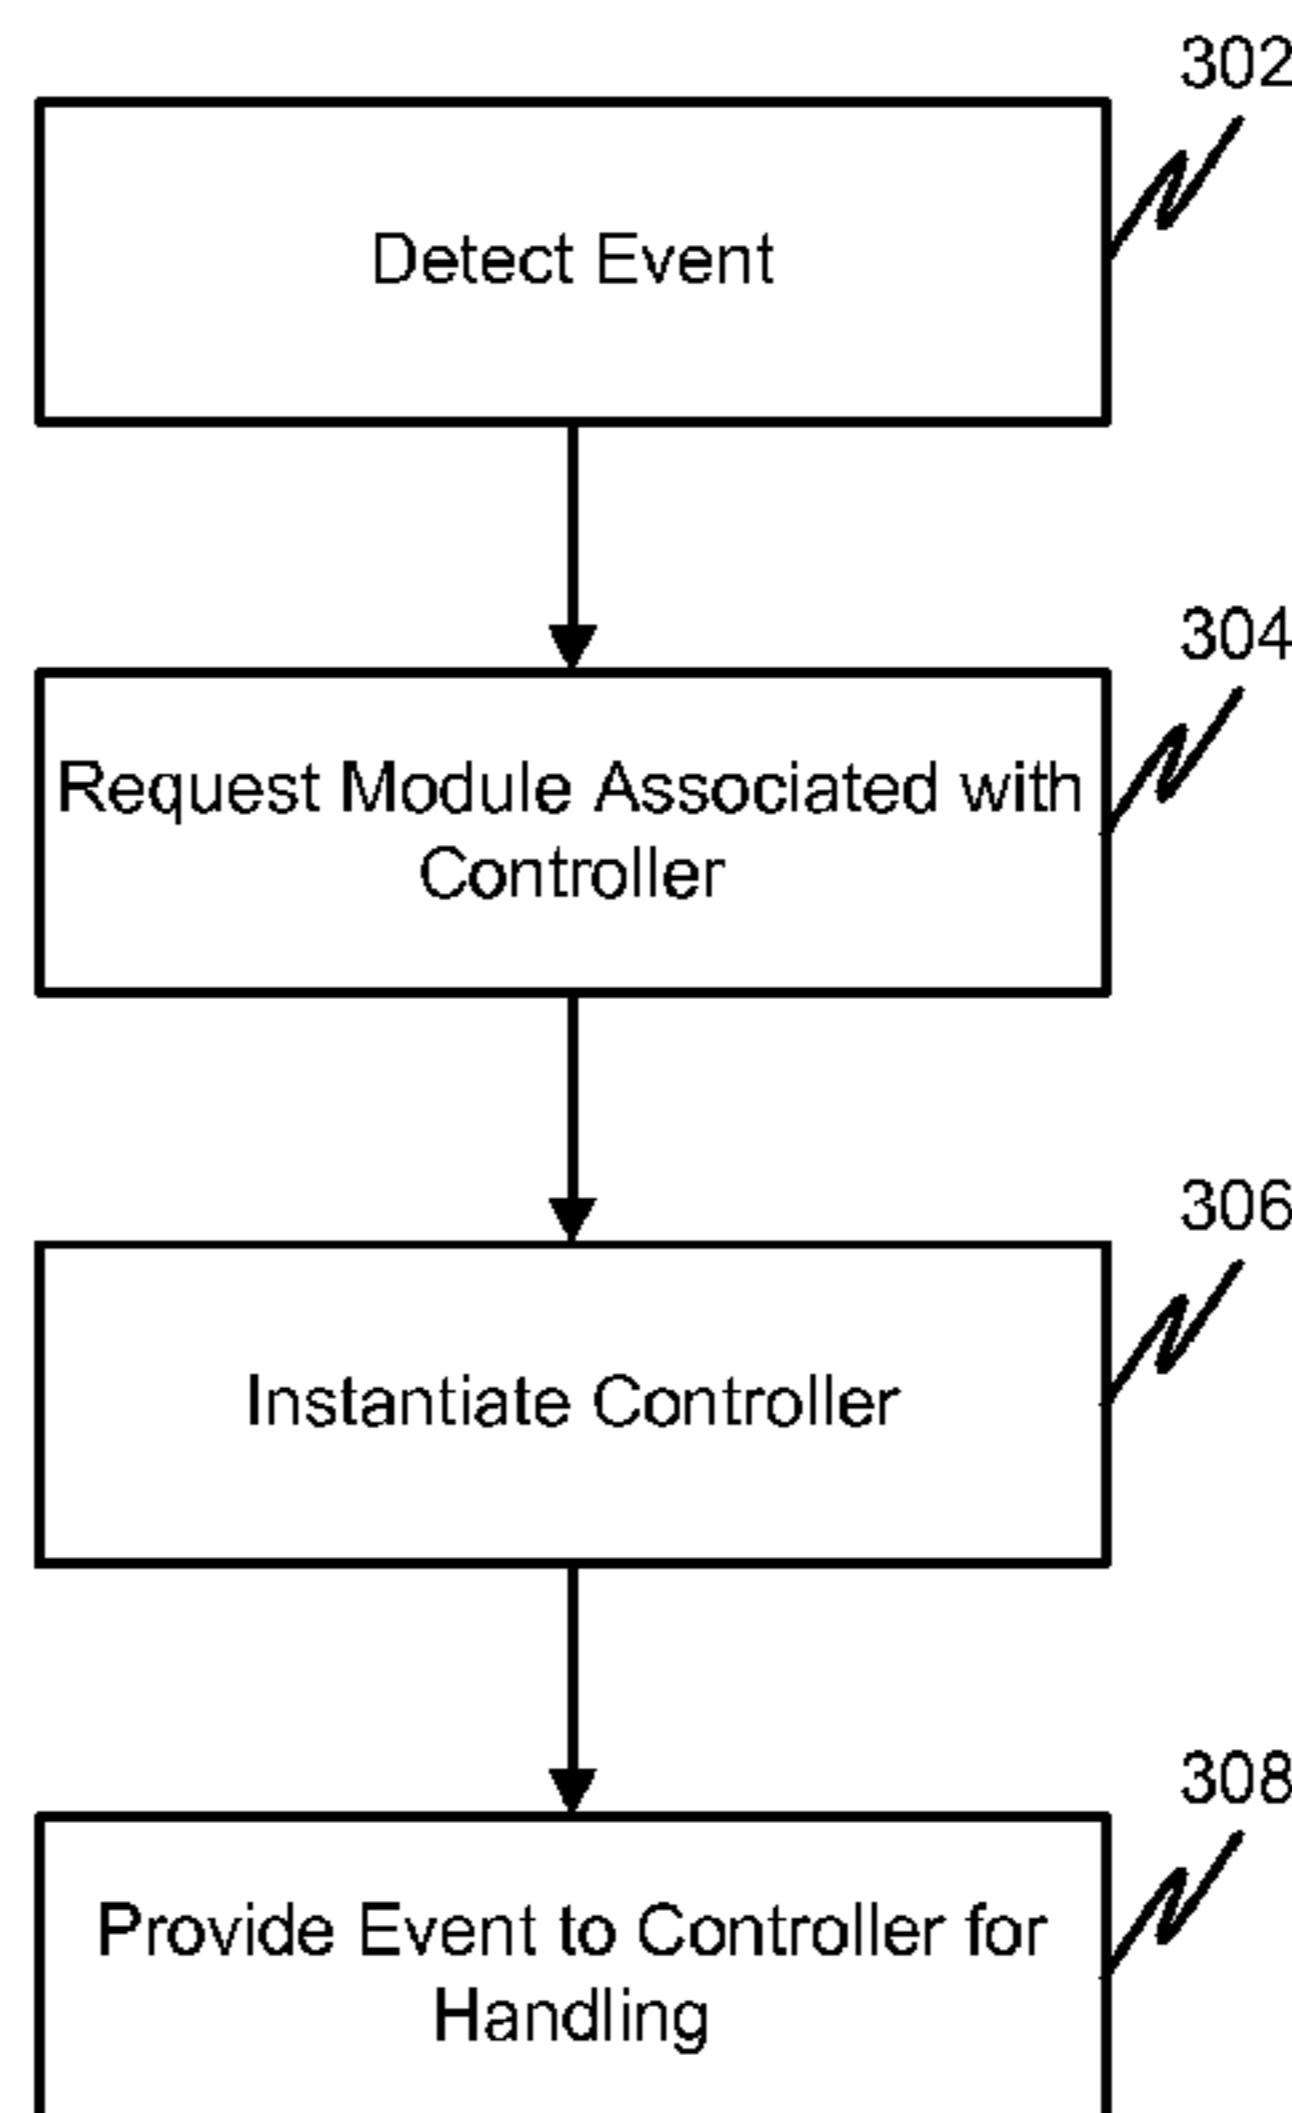 302
Detect Event
304
Request Module Associated with
Controller
306
Instantiate Controller
308
Provide Event to Controller for
Handling